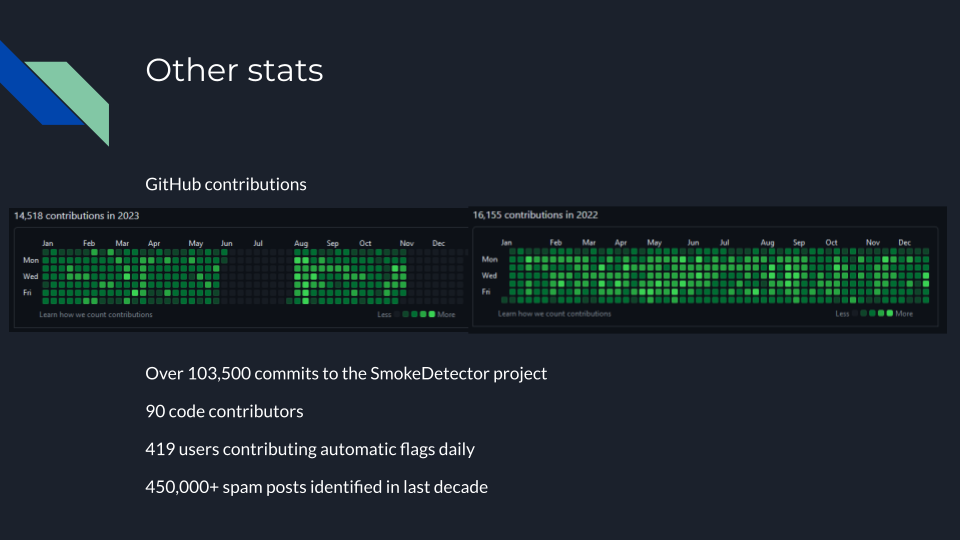 Other stats
GitHub contributions
14,518 contributions in 2023
Jan Feb Mar Apr May Jun Jul Aug Sep Oct Nov Dec
Mon
Wed
Fri
Learn how we count contributions
Less More
16,155 contributions in 2022
Jan Feb Mar Apr May Jun Jul Aug Sep Oct Nov Dec
Mon
Wed
Fri
Learn how we count contributions
Less More
Over 103,500 commits to the SmokeDetector project
90 code contributors
419 users contributing automatic flags daily
450,000+ spam posts identified in last decade